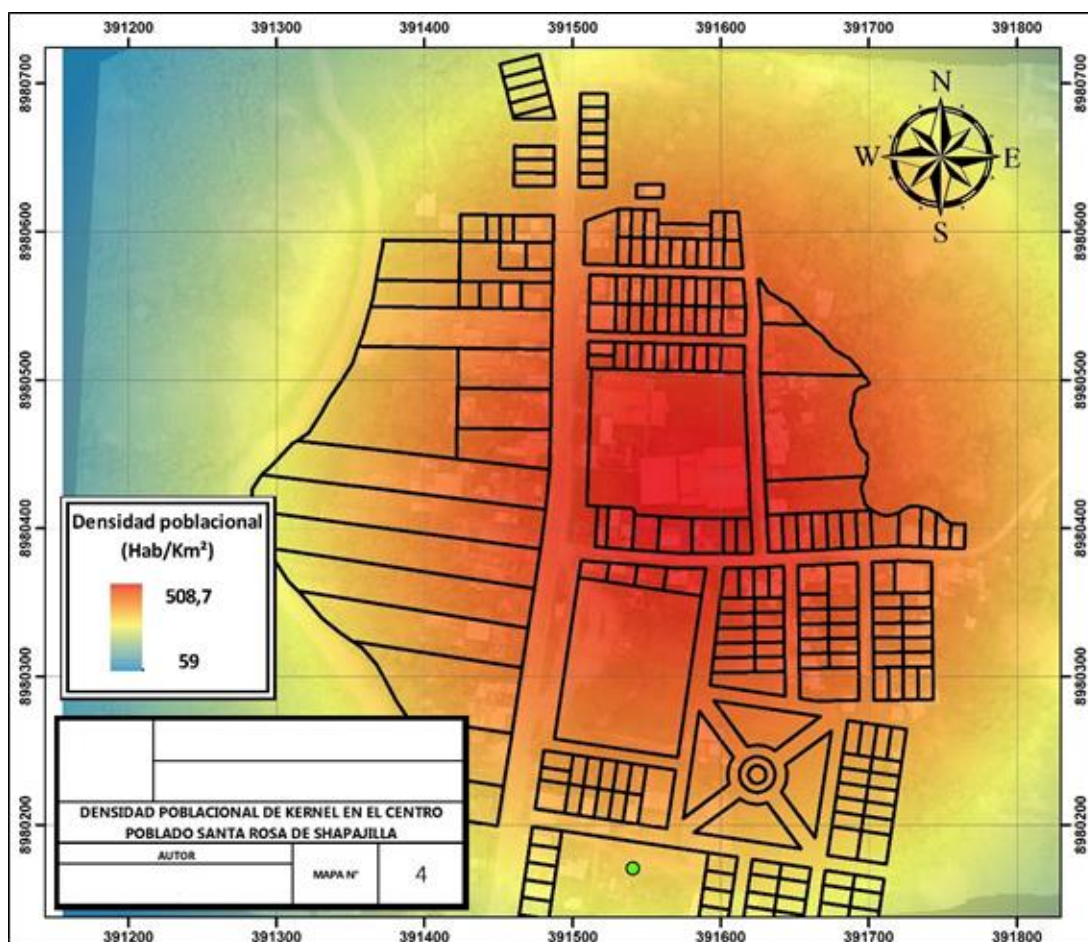 391200 391300 391400 391500 391600 391700 391800
8980700 8980700
N
W E
S
8980600 8980600
8980500 8980500
8980400 8980400
Densidad poblacional
(Hab/Km²)
508,7
59
8980300 8980300
DENSIDAD POBLACIONAL DE KERNEL EN EL CENTRO
POBLADO SANTA ROSA DE SHAPAJILLA
8980200 8980200
AUTOR
MAPA N° 4
391200 391300 391400 391500 391600 391700 391800